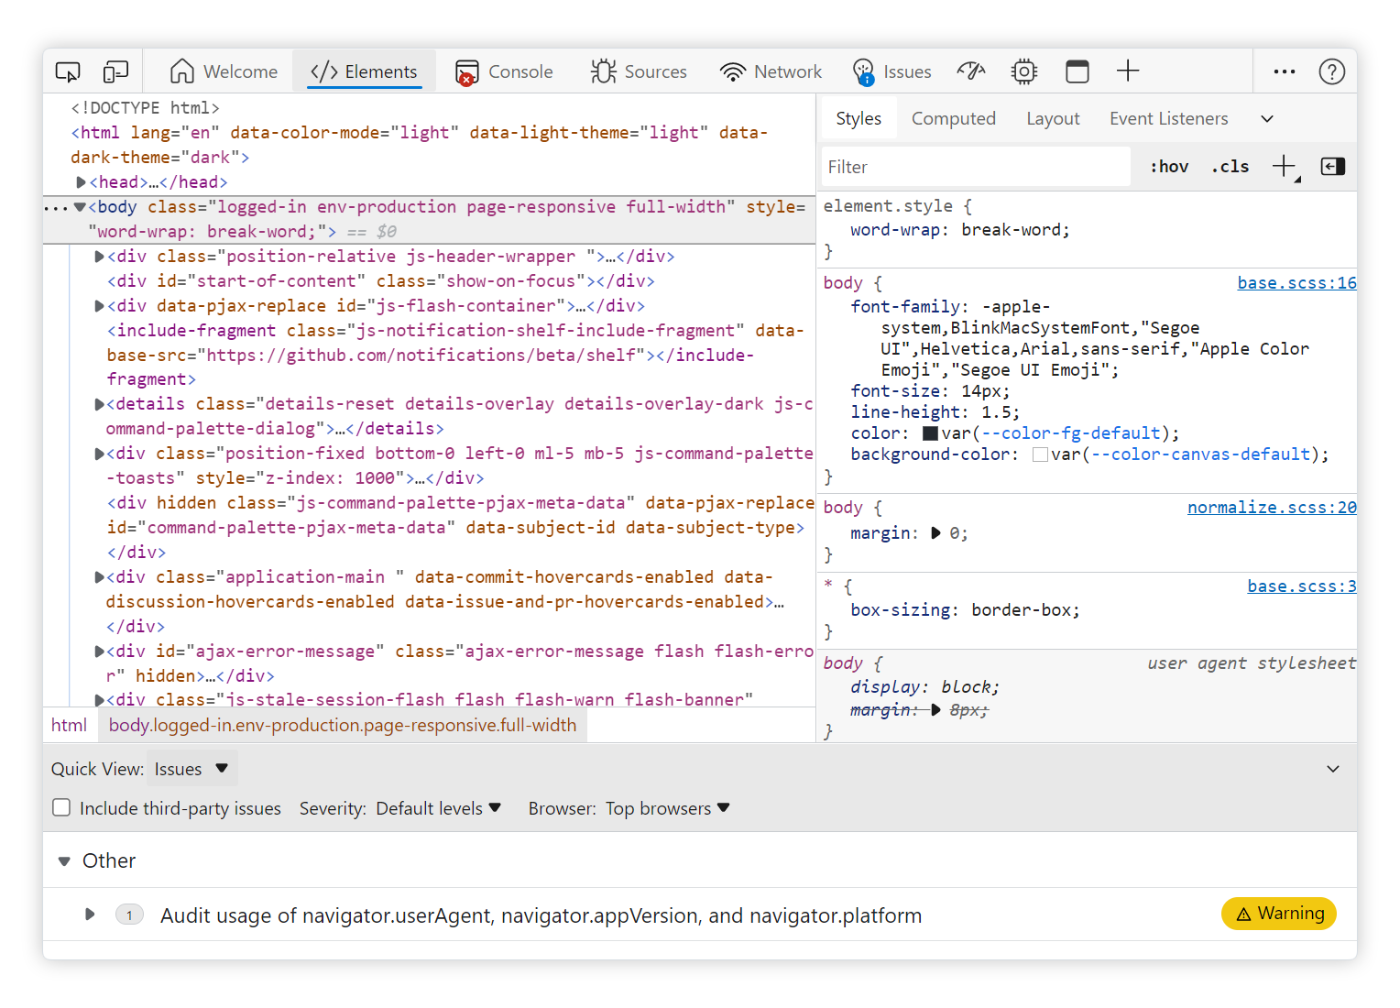 Welcome </> Elements Console Sources Network Issues
<!DOCTYPE html>
<html lang="en" data-color-mode="light" data-light-theme="light" data-
dark-theme="dark">
<head>…</head>
<body class="logged-in env-production page-responsive full-width" style=
"word-wrap: break-word;"> == $0
<div class="position-relative js-header-wrapper ">…</div>
<div id="start-of-content" class="show-on-focus"></div>
<div data-pjax-replace id="js-flash-container">…</div>
<include-fragment class="js-notification-shelf-include-fragment" data-
base-src="https://github.com/notifications/beta/shelf"></include-
fragment>
<details class="details-reset details-overlay details-overlay-dark js-c
ommand-palette-dialog">…</details>
<div class="position-fixed bottom-0 left-0 ml-5 mb-5 js-command-palette
-toasts" style="z-index: 1000">…</div>
<div hidden class="js-command-palette-pjax-meta-data" data-pjax-replace
id="command-palette-pjax-meta-data" data-subject-id data-subject-type>
</div>
<div class="application-main " data-commit-hovercards-enabled data-
discussion-hovercards-enabled data-issue-and-pr-hovercards-enabled>…
</div>
<div id="ajax-error-message" class="ajax-error-message flash flash-erro
r" hidden>…</div>
<div class="js-stale-session-flash flash flash-warn flash-banner"
html body.logged-in.env-production.page-responsive.full-width
Styles Computed Layout Event Listeners
Filter :hov .cls
element.style {
word-wrap: break-word;
}
body { base.scss:16
font-family: -apple-
system,BlinkMacSystemFont,"Segoe
UI",Helvetica,Arial,sans-serif,"Apple Color
Emoji","Segoe UI Emoji";
font-size: 14px;
line-height: 1.5;
color: var(--color-fg-default);
background-color: var(--color-canvas-default);
}
body { normalize.scss:20
margin: 0;
}
* { base.scss:3
box-sizing: border-box;
}
body { user agent stylesheet
display: block;
margin: 8px;
}
Quick View: Issues
Include third-party issues Severity: Default levels Browser: Top browsers
Other
1 Audit usage of navigator.userAgent, navigator.appVersion, and navigator.platform Warning